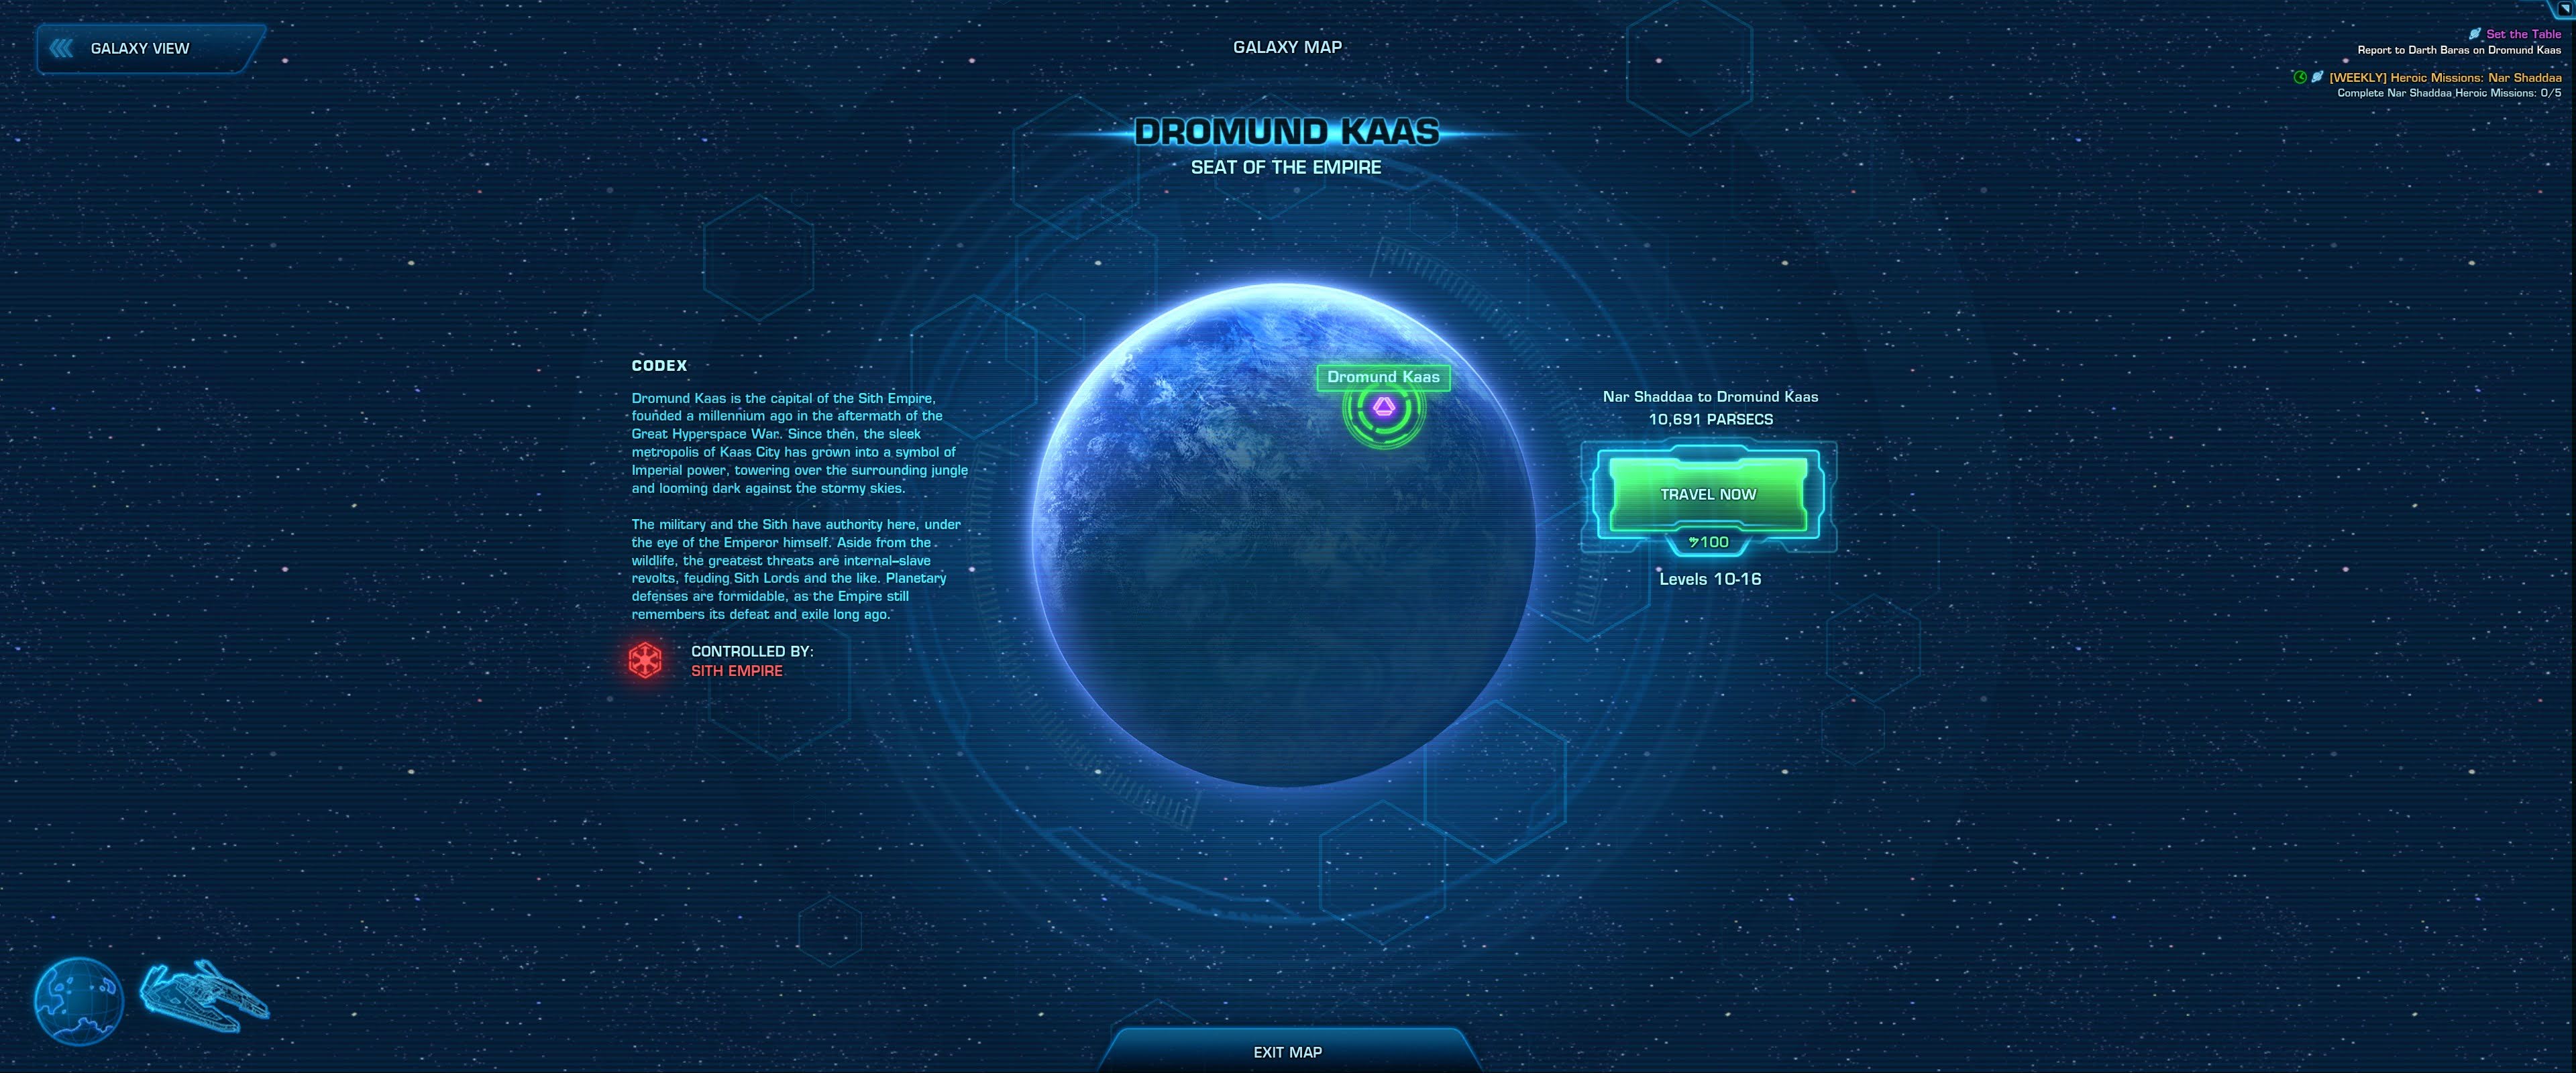 GALAXY VIEW
GALAXY MAP
Set the Table
Report to Darth Baras on Dromund Kaas
[WEEKLY] Heroic Missions: Nar Shaddaa
Complete Nar Shaddaa Heroic Missions: 0/5
DROMUND KAAS
SEAT OF THE EMPIRE
CODEX
Dromund Kaas is the capital of the Sith Empire,
founded a millennium ago in the aftermath of the
Great Hyperspace War. Since then, the sleek
metropolis of Kaas City has grown into a symbol of
Imperial power, towering over the surrounding jungle
and looming dark against the stormy skies.
The military and the Sith have authority here, under
the eye of the Emperor himself. Aside from the
wildlife, the greatest threats are internal–slave
revolts, feuding Sith Lords and the like. Planetary
defenses are formidable, as the Empire still
remembers its defeat and exile long ago.
CONTROLLED BY:
SITH EMPIRE
Dromund Kaas
Nar Shaddaa to Dromund Kaas
10,691 PARSECS
TRAVEL NOW
100
Levels 10-16
EXIT MAP